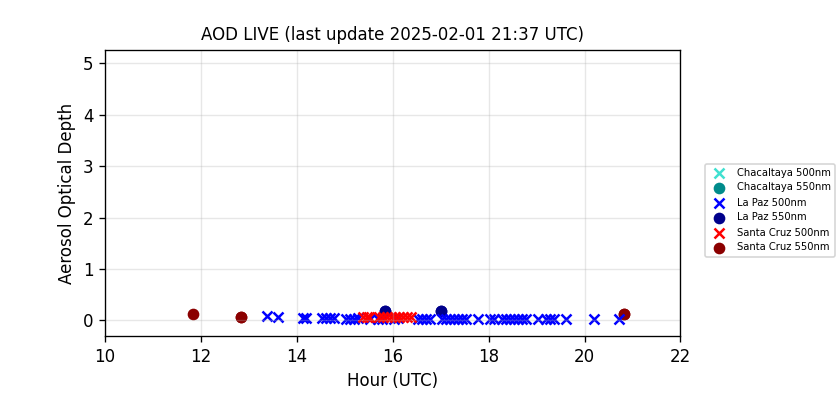 AOD LIVE (last update 2025-02-01 21:37 UTC)
Aerosol Optical Depth
5
4
3
2
1
0
10 12 14 16 18 20 22
Hour (UTC)
Chacaltaya 500nm
Chacaltaya 550nm
La Paz 500nm
La Paz 550nm
Santa Cruz 500nm
Santa Cruz 550nm